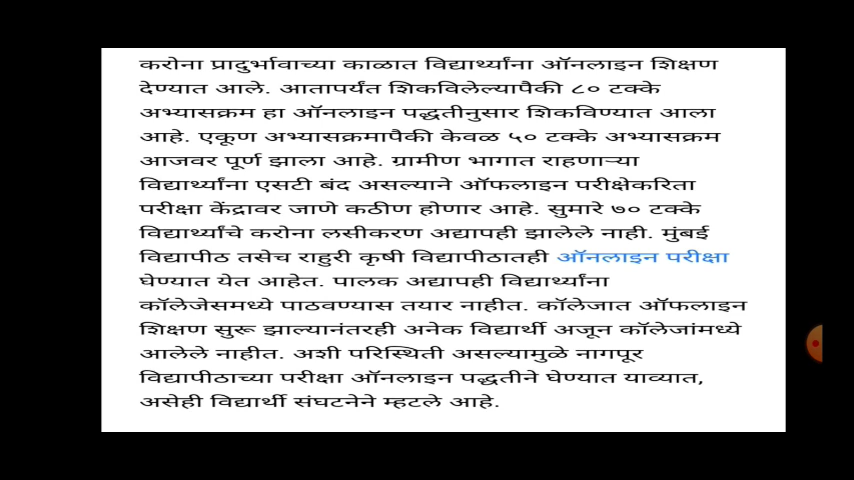 करोना प्रादुर्भावाच्या काळात विद्यार्थ्यांना ऑनलाइन शिक्षण
देण्यात आले. आतापर्यंत शिकविलेल्यापैकी ८० टक्के
अभ्यासक्रम हा ऑनलाइन पद्धतीनुसार शिकविण्यात आला
आहे. एकूण अभ्यासक्रमापैकी केवळ ५० टक्के अभ्यासक्रम
आजवर पूर्ण झाला आहे. ग्रामीण भागात राहणाऱ्या
विद्यार्थ्यांना एसटी बंद असल्याने ऑफलाइन परीक्षेकरिता
परीक्षा केंद्रावर जाणे कठीण होणार आहे. सुमारे ७० टक्के
विद्यार्थ्यांचे करोना लसीकरण अद्यापही झालेले नाही. मुंबई
विद्यापीठ तसेच राहुरी कृषी विद्यापीठातही ऑनलाइन परीक्षा
घेण्यात येत आहेत. पालक अद्यापही विद्यार्थ्यांना
कॉलेजेसमध्ये पाठवण्यास तयार नाहीत. कॉलेजात ऑफलाइन
शिक्षण सुरू झाल्यानंतरही अनेक विद्यार्थी अजून कॉलेजांमध्ये
आलेले नाहीत. अशी परिस्थिती असल्यामुळे नागपूर
विद्यापीठाच्या परीक्षा ऑनलाइन पद्धतीने घेण्यात याव्यात,
असेही विद्यार्थी संघटनेने म्हटले आहे.